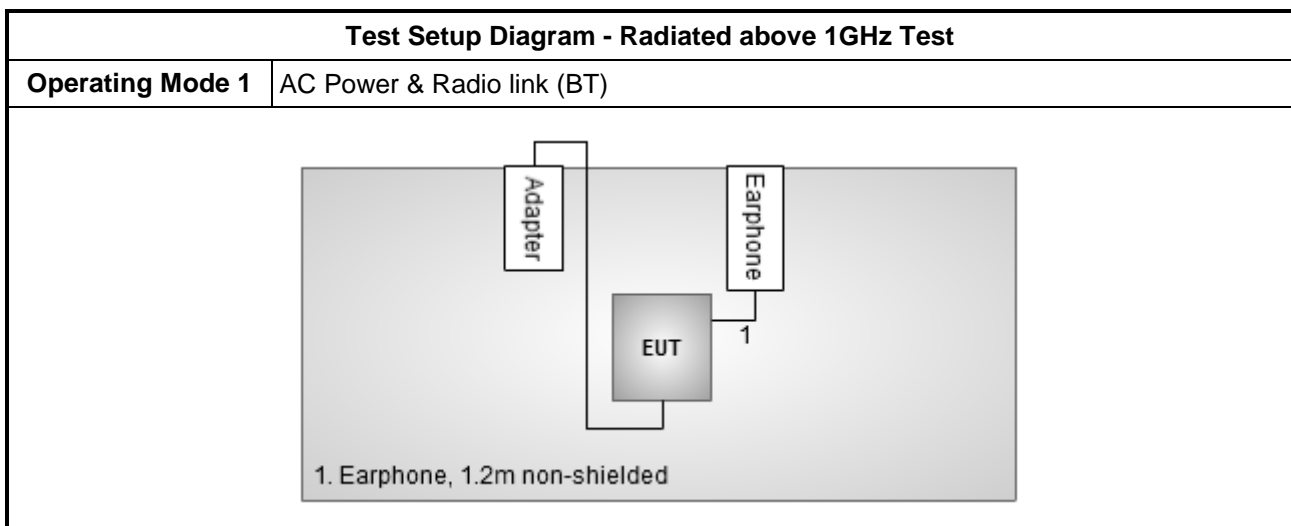 Test Setup Diagram - Radiated above 1GHz Test
Operating Mode 1 AC Power & Radio link (BT)
Adapter
Earphone
EUT
1
1. Earphone, 1.2m non-shielded